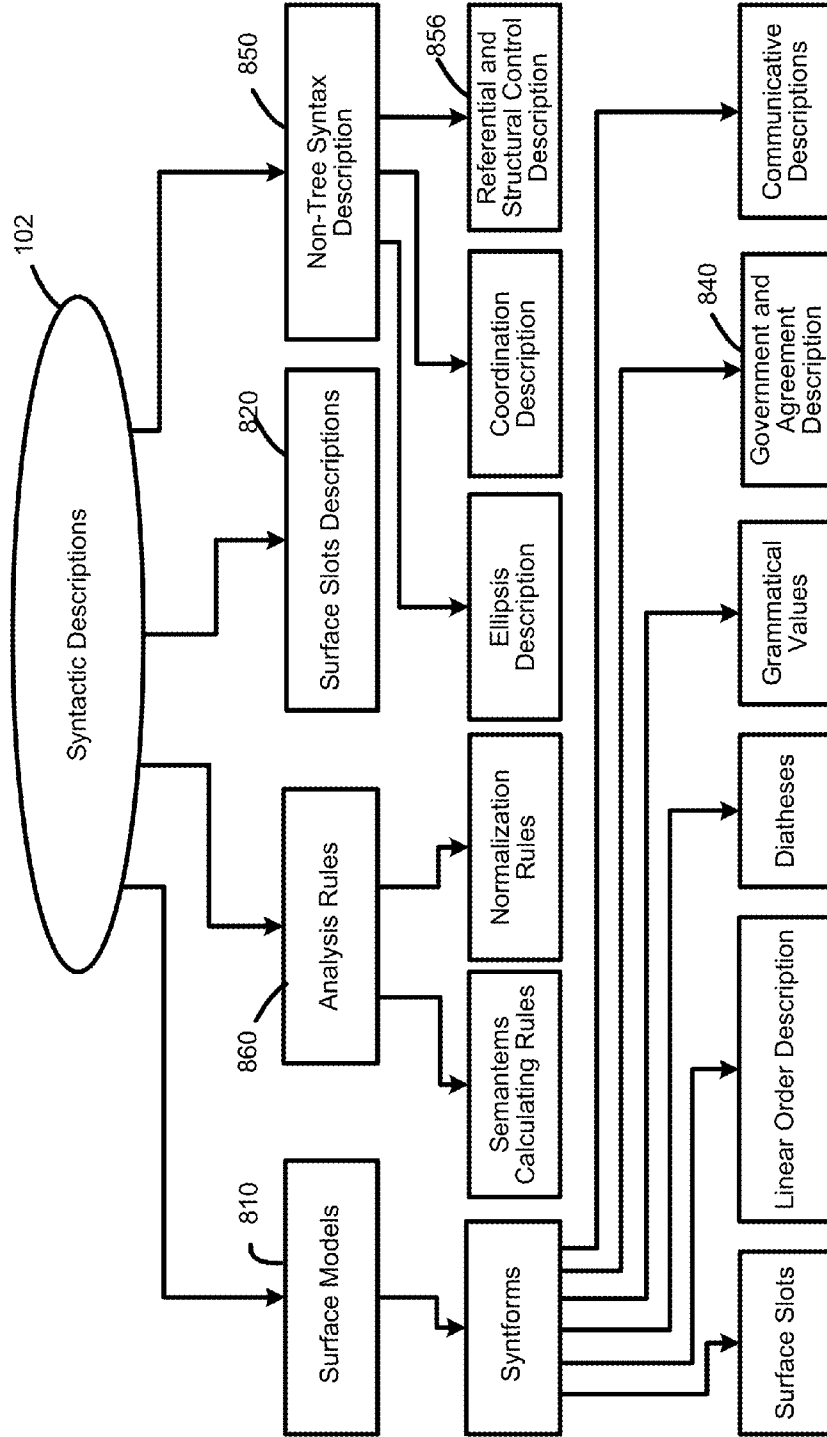 102
Syntactic Descriptions
810
Surface Models
860
Analysis Rules
820
Surface Slots Descriptions
850
Non-Tree Syntax
Description
Syntforms
Semantems
Calculating Rules
Normalization
Rules
Ellipsis
Description
Coordination
Description
856
Referential and
Structural Control
Description
Surface Slots
Linear Order Description
Diatheses
Grammatical
Values
840
Government and
Agreement
Description
Communicative
Descriptions